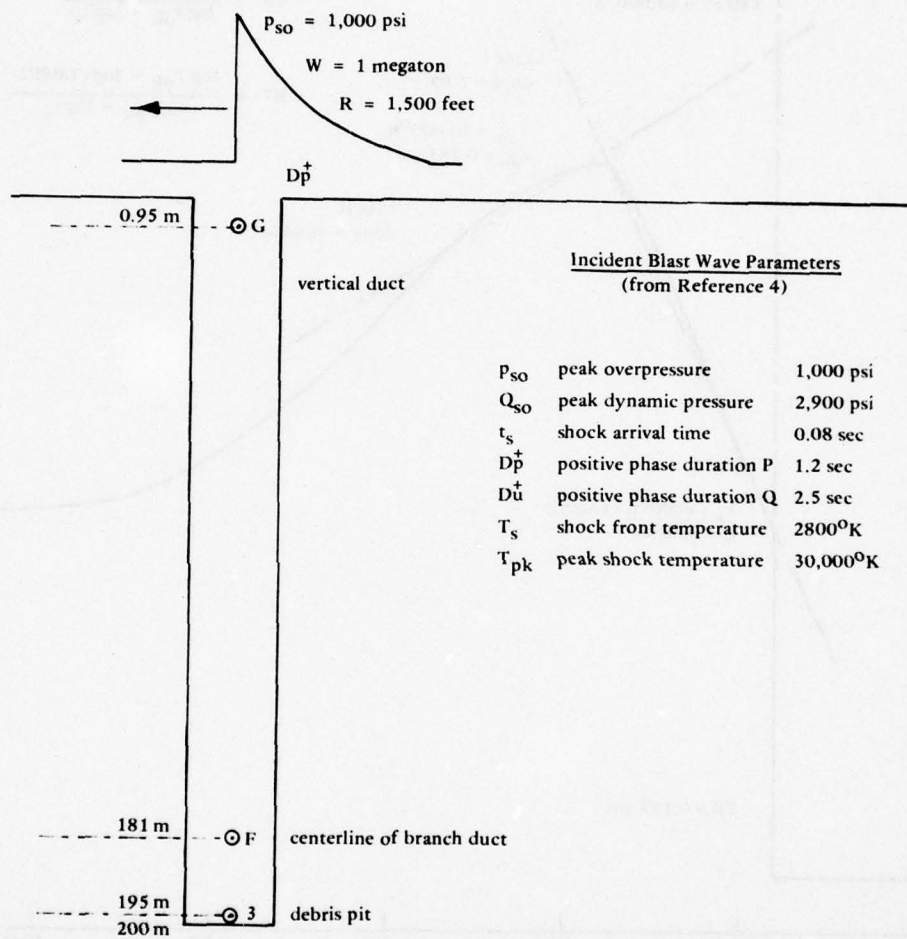 p_so = 1,000 psi
W = 1 megaton
R = 1,500 feet
D_p^+
0.95 m
G
vertical duct
Incident Blast Wave Parameters
(from Reference 4)
p_so peak overpressure 1,000 psi
Q_so peak dynamic pressure 2,900 psi
t_s shock arrival time 0.08 sec
D_p^+ positive phase duration P 1.2 sec
D_u^+ positive phase duration Q 2.5 sec
T_s shock front temperature 2800°K
T_pk peak shock temperature 30,000°K
181 m
F centerline of branch duct
195 m
3 debris pit
200 m